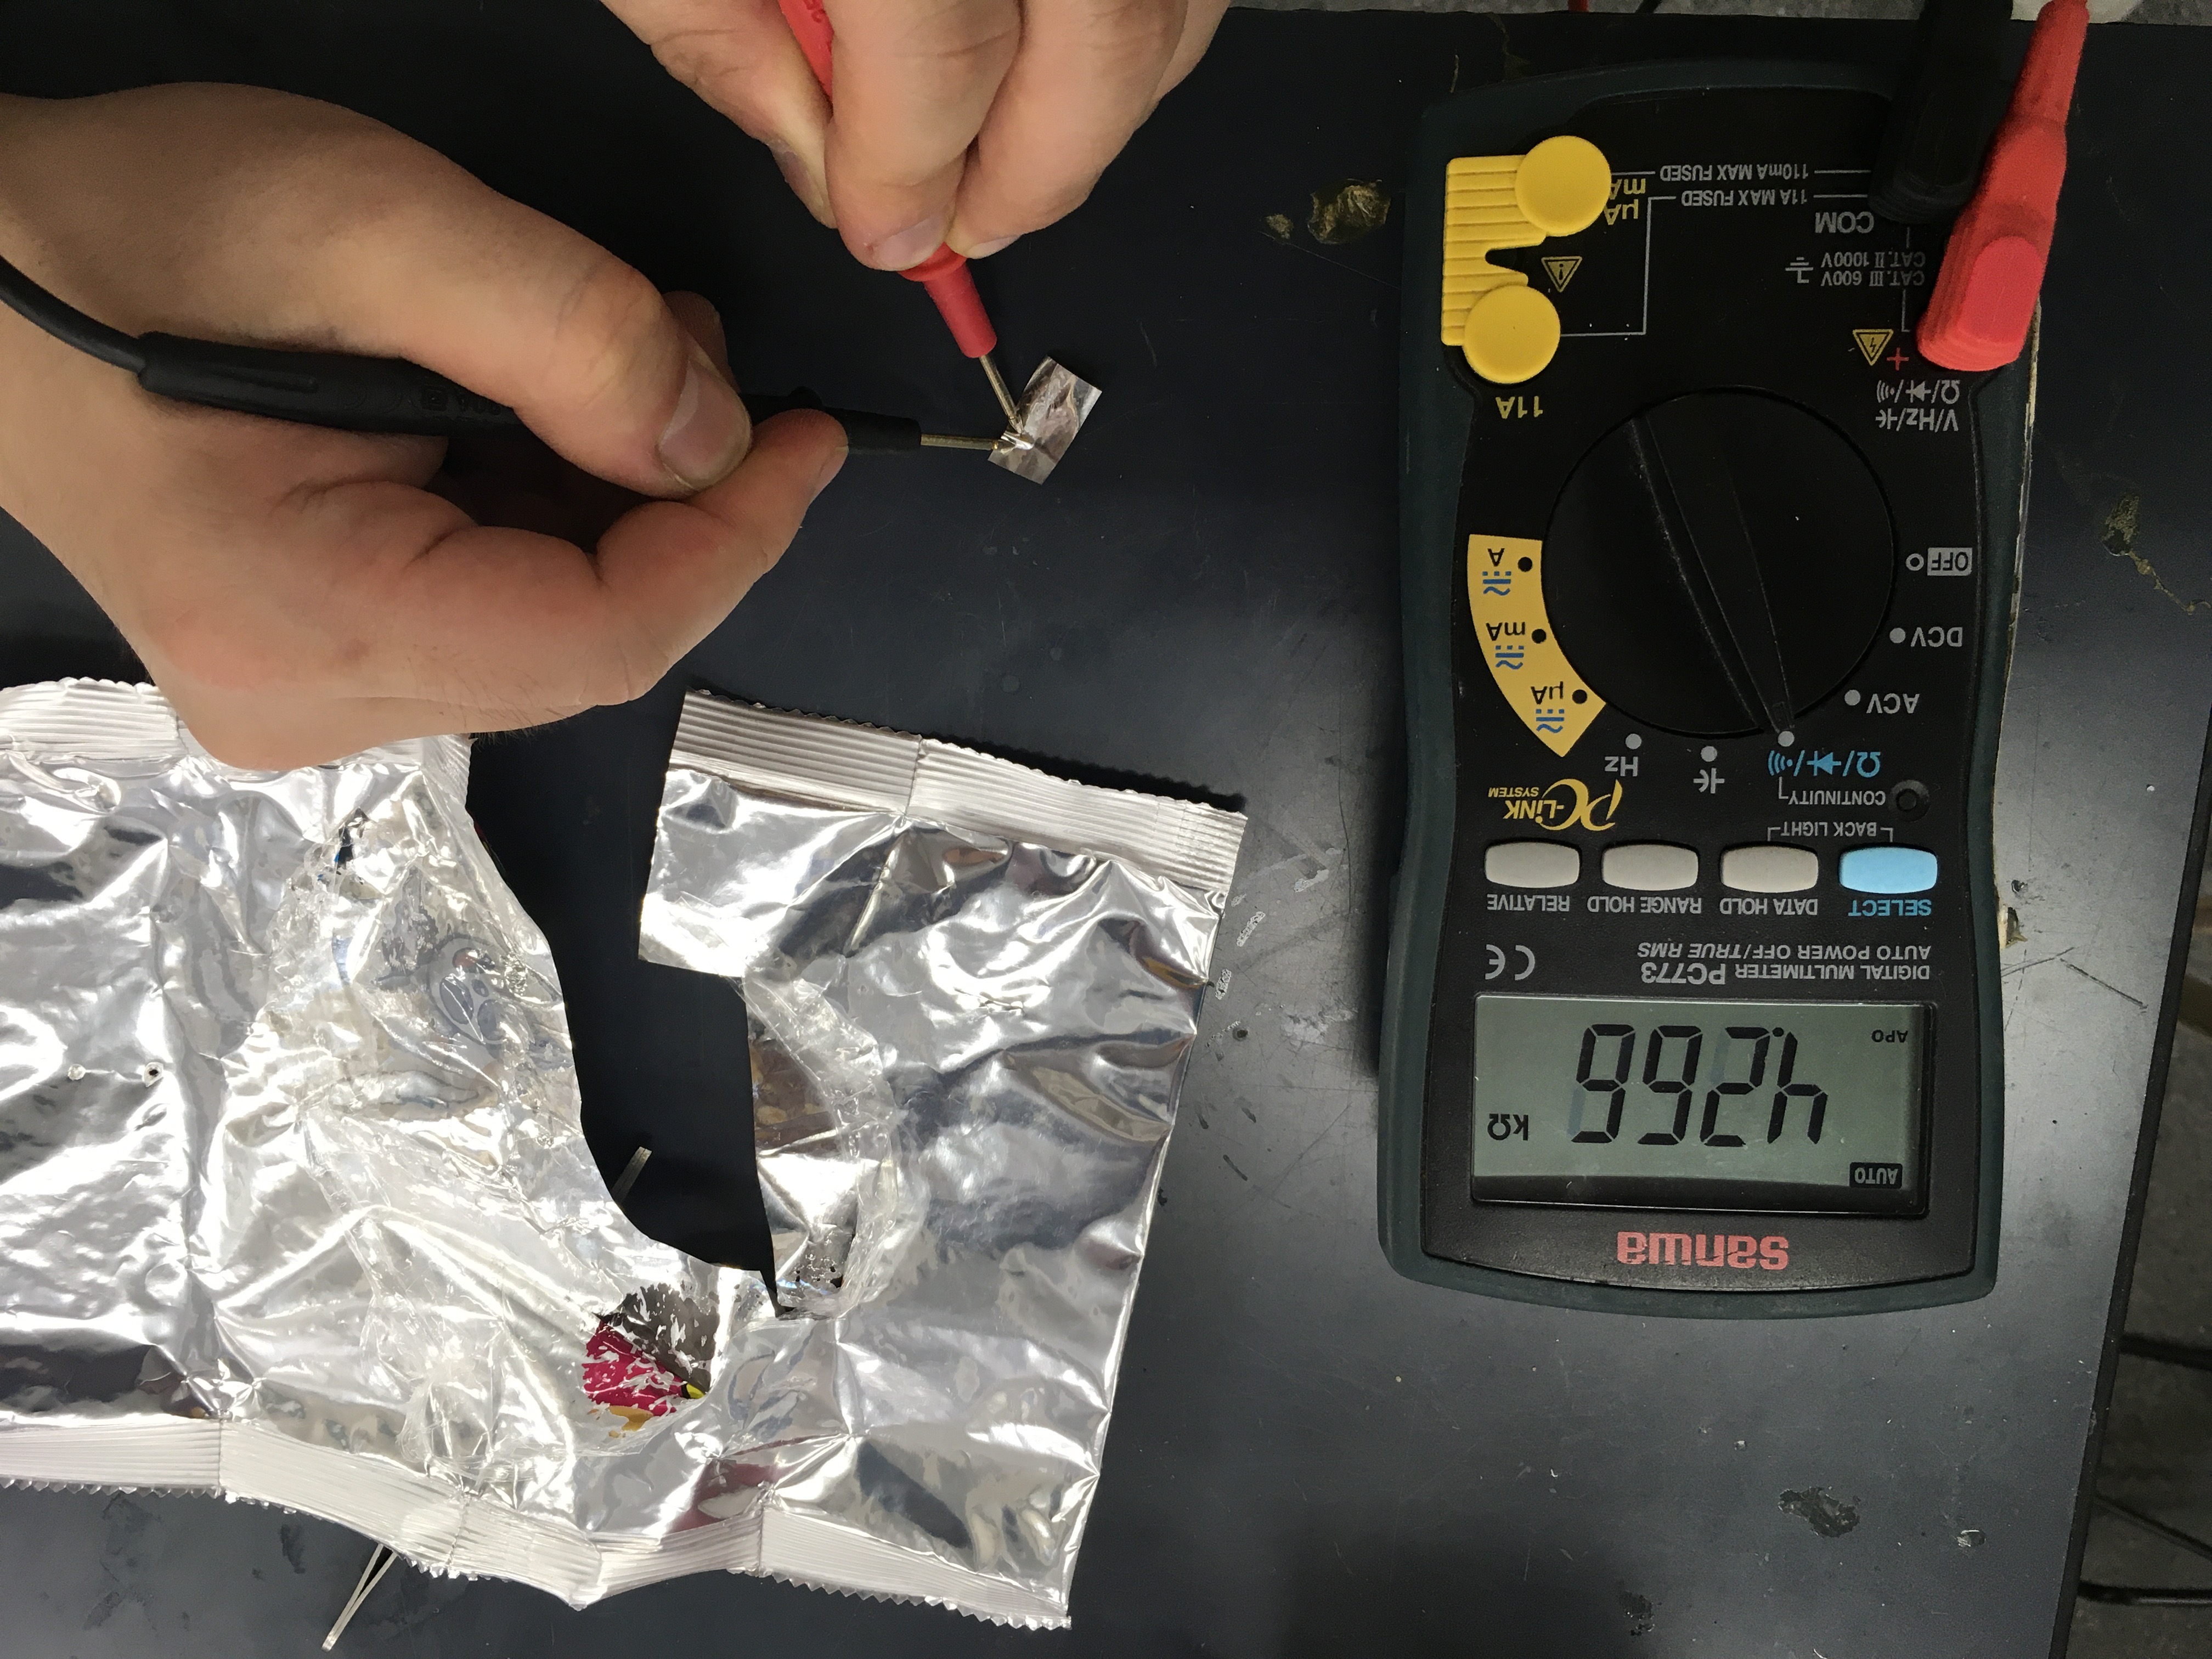 sanwa
AUTO
4.266 kΩ
APO
DIGITAL MULTIMETER PC773
AUTO POWER OFF/TRUE RMS
CE
SELECT DATA HOLD RANGE HOLD RELATIVE
BACK LIGHT
PC-LiNK
SYSTEM
CONTINUITY
Ω/ /
Hz
ACV
μA
DCV
mA
OFF
A
V/Hz/
Ω/ /
11A
+
CAT. III 600V
CAT. II 1000V
COM
11A MAX FUSED
μA
mA
110mA MAX FUSED